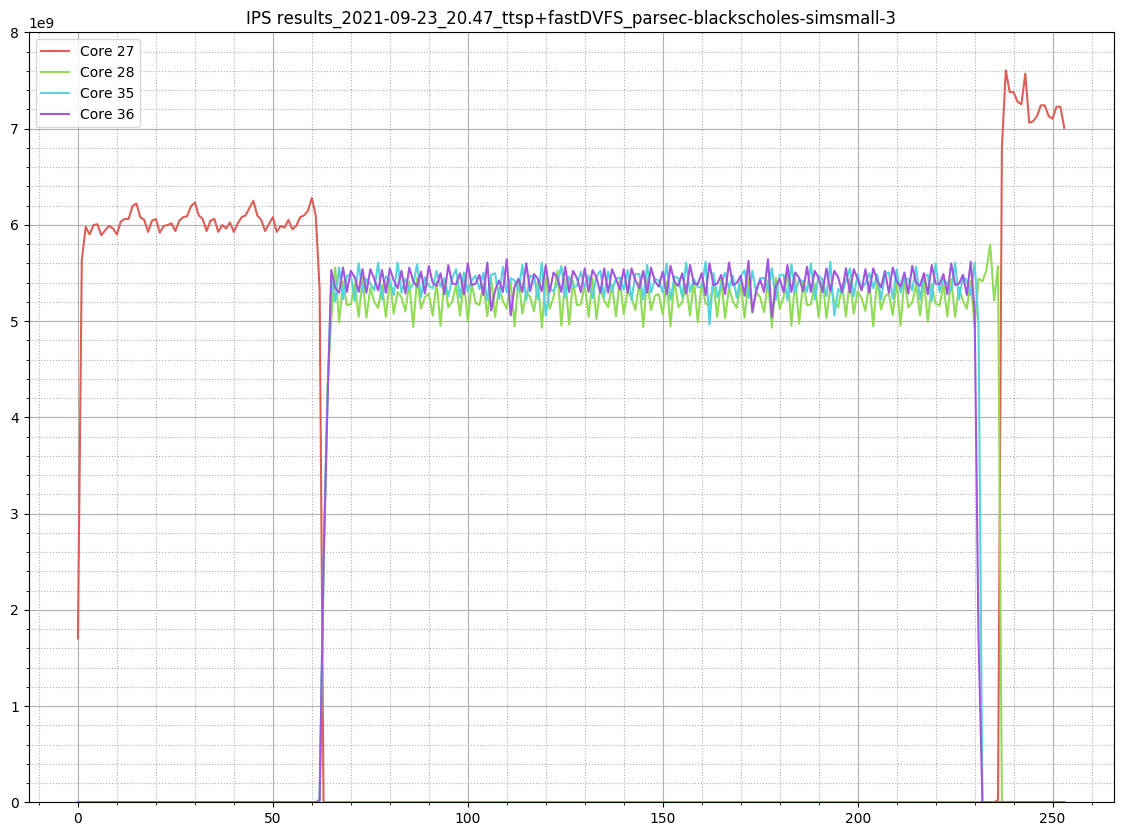 IPS results_2021-09-23_20.47_ttsp+fastDVFS_parsec-blackscholes-simsmall-3
1e9
8
7
6
5
4
3
2
1
0
Core 27
Core 28
Core 35
Core 36
0 50 100 150 200 250